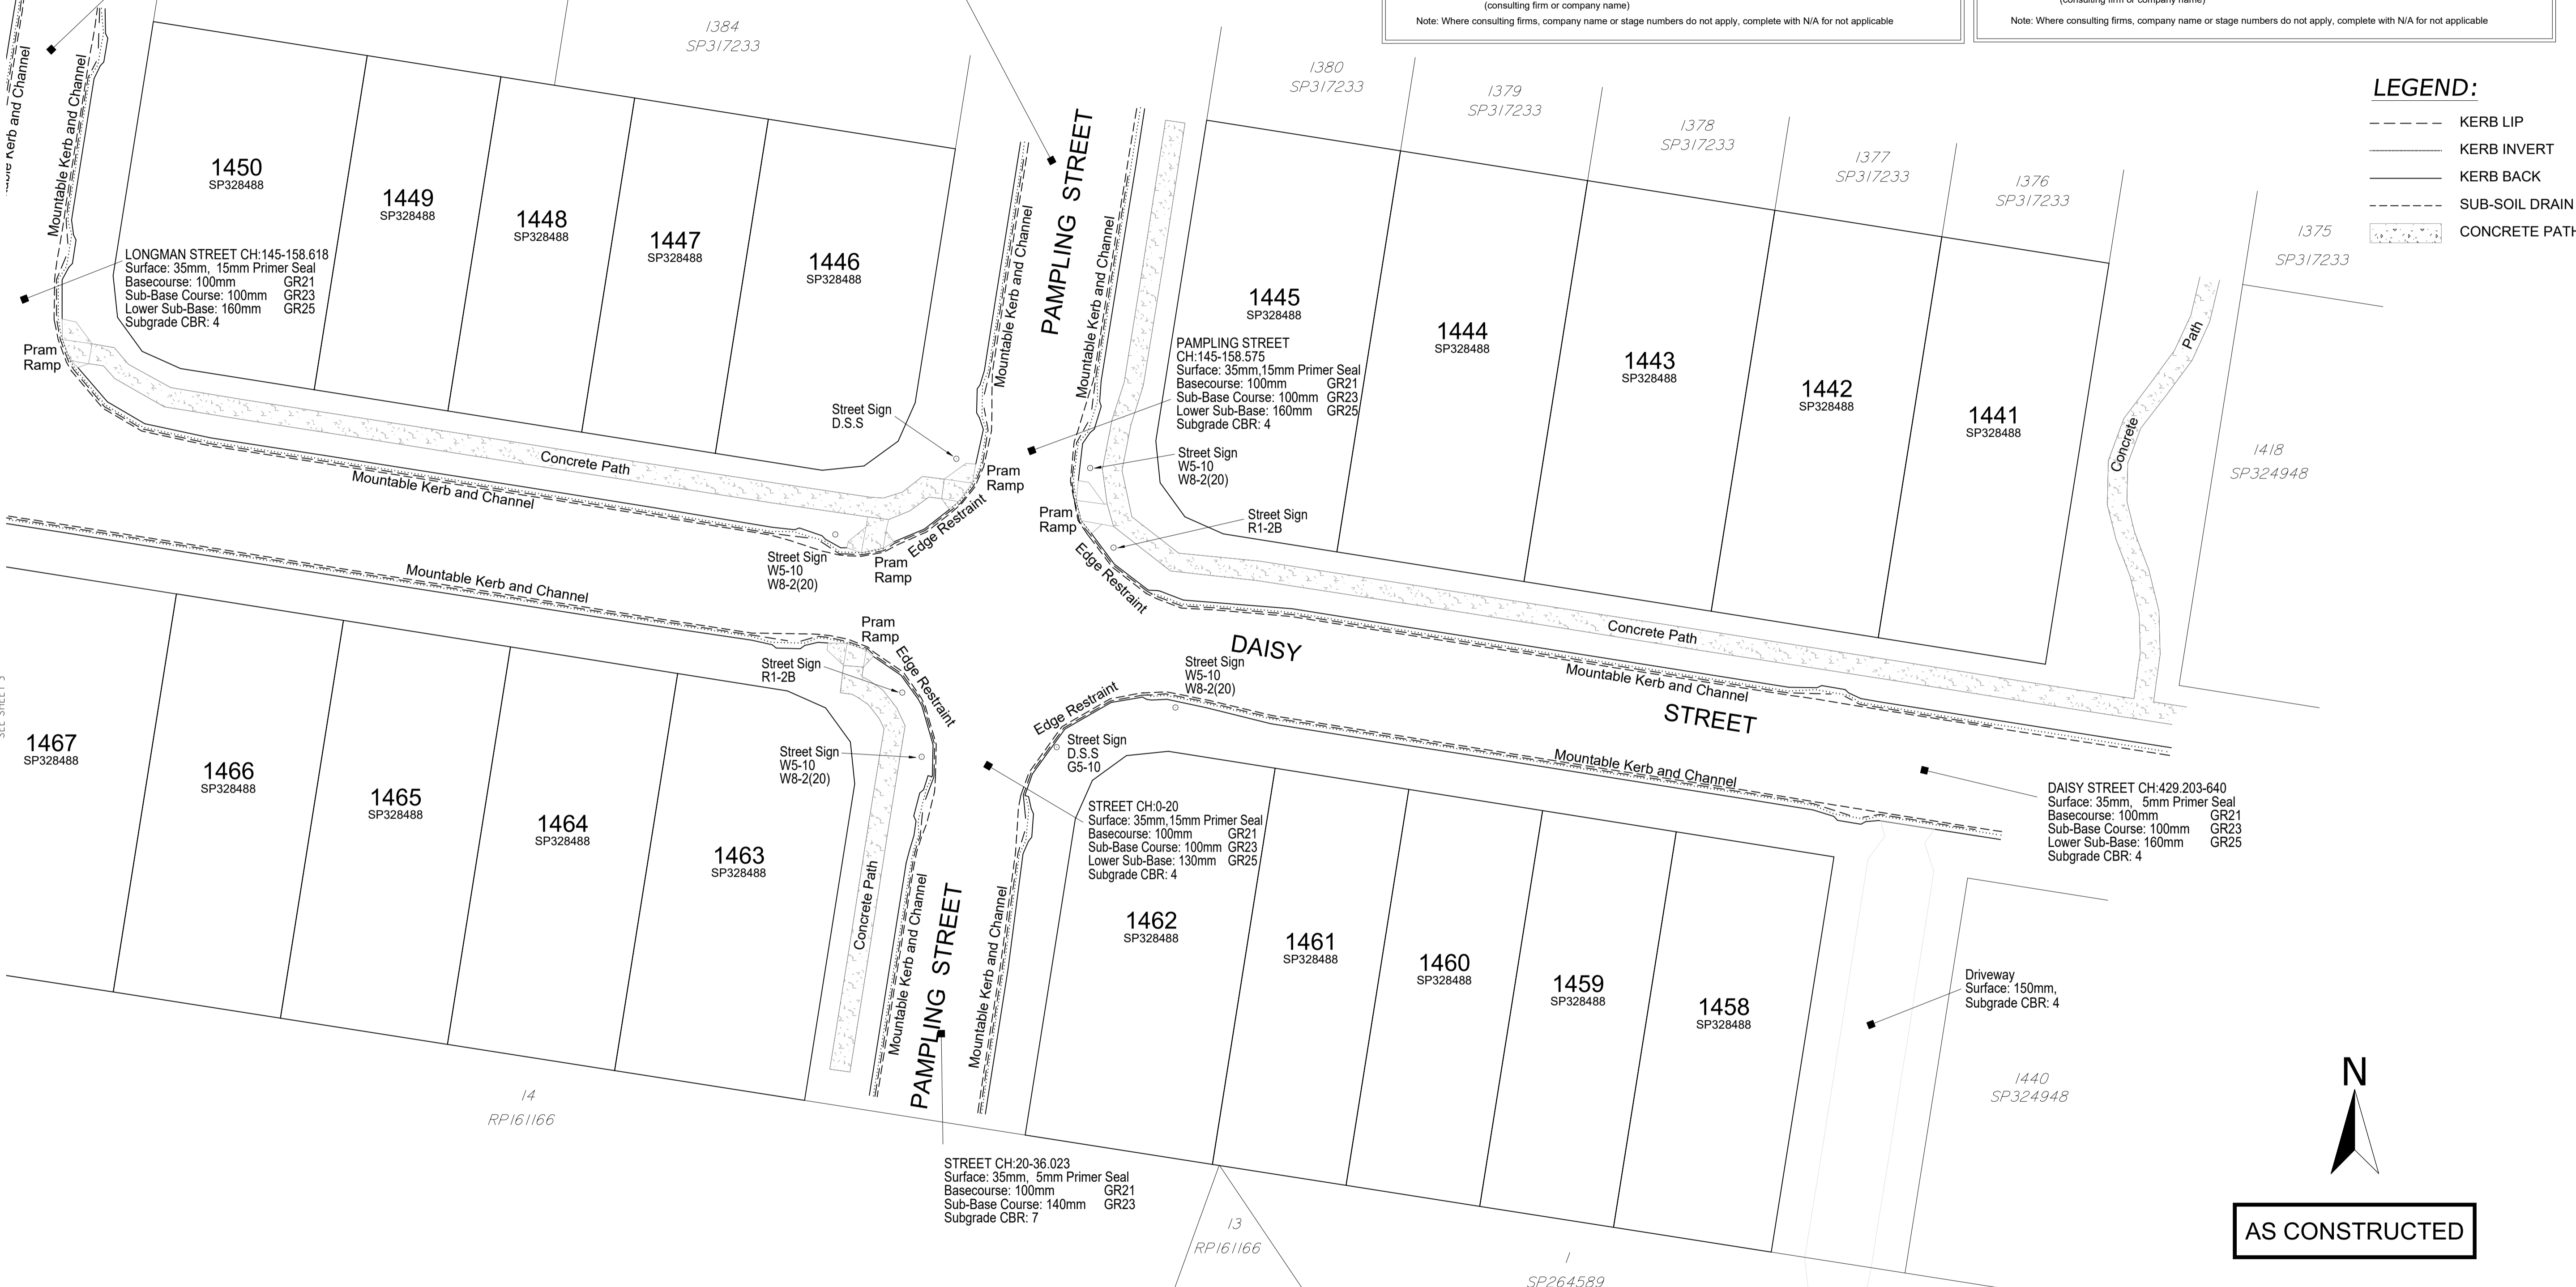 (consulting firm or company name)
Note: Where consulting firms, company name or stage numbers do not apply, complete with N/A for not applicable
(consulting firm or company name)
Note: Where consulting firms, company name or stage numbers do not apply, complete with N/A for not applicable
LEGEND:
KERB LIP
KERB INVERT
KERB BACK
SUB-SOIL DRAIN
CONCRETE PATH
1384
SP317233
1380
SP317233
1379
SP317233
1378
SP317233
1377
SP317233
1376
SP317233
1375
SP317233
1418
SP324948
Kerb and Channel
Mountable Kerb and Channel
1450
SP328488
1449
SP328488
1448
SP328488
1447
SP328488
1446
SP328488
LONGMAN STREET CH:145-158.618
Surface: 35mm, 15mm Primer Seal
Basecourse: 100mm GR21
Sub-Base Course: 100mm GR23
Lower Sub-Base: 160mm GR25
Subgrade CBR: 4
Pram
Ramp
PAMPLING STREET
Mountable Kerb and Channel
Mountable Kerb and Channel
1445
SP328488
PAMPLING STREET
CH:145-158.575
Surface: 35mm,15mm Primer Seal
Basecourse: 100mm GR21
Sub-Base Course: 100mm GR23
Lower Sub-Base: 160mm GR25
Subgrade CBR: 4
1444
SP328488
1443
SP328488
1442
SP328488
1441
SP328488
Concrete Path
Street Sign
D.S.S
Pram
Ramp
Edge Restraint
Concrete Path
Mountable Kerb and Channel
Street Sign
W5-10
W8-2(20)
Pram
Ramp
Street Sign
W5-10
W8-2(20)
Street Sign
R1-2B
Pram
Ramp
Edge Restraint
Mountable Kerb and Channel
Pram
Ramp
Edge Restraint
Street Sign
R1-2B
Street Sign
W5-10
W8-2(20)
DAISY STREET
Concrete Path
Mountable Kerb and Channel
Street Sign
W5-10
W8-2(20)
Edge Restraint
Street Sign
D.S.S
G5-10
Mountable Kerb and Channel
DAISY STREET CH:429.203-640
Surface: 35mm, 5mm Primer Seal
Basecourse: 100mm GR21
Sub-Base Course: 100mm GR23
Lower Sub-Base: 160mm GR25
Subgrade CBR: 4
1467
SP328488
1466
SP328488
1465
SP328488
1464
SP328488
1463
SP328488
Concrete Path
Mountable Kerb and Channel
PAMPLING STREET
Mountable Kerb and Channel
STREET CH:0-20
Surface: 35mm,15mm Primer Seal
Basecourse: 100mm GR21
Sub-Base Course: 100mm GR23
Lower Sub-Base: 130mm GR25
Subgrade CBR: 4
1462
SP328488
1461
SP328488
1460
SP328488
1459
SP328488
1458
SP328488
Driveway
Surface: 150mm,
Subgrade CBR: 4
1440
SP324948
14
RP161166
STREET CH:20-36.023
Surface: 35mm, 5mm Primer Seal
Basecourse: 100mm GR21
Sub-Base Course: 140mm GR23
Subgrade CBR: 7
13
RP161166
1
SP264589
N
AS CONSTRUCTED